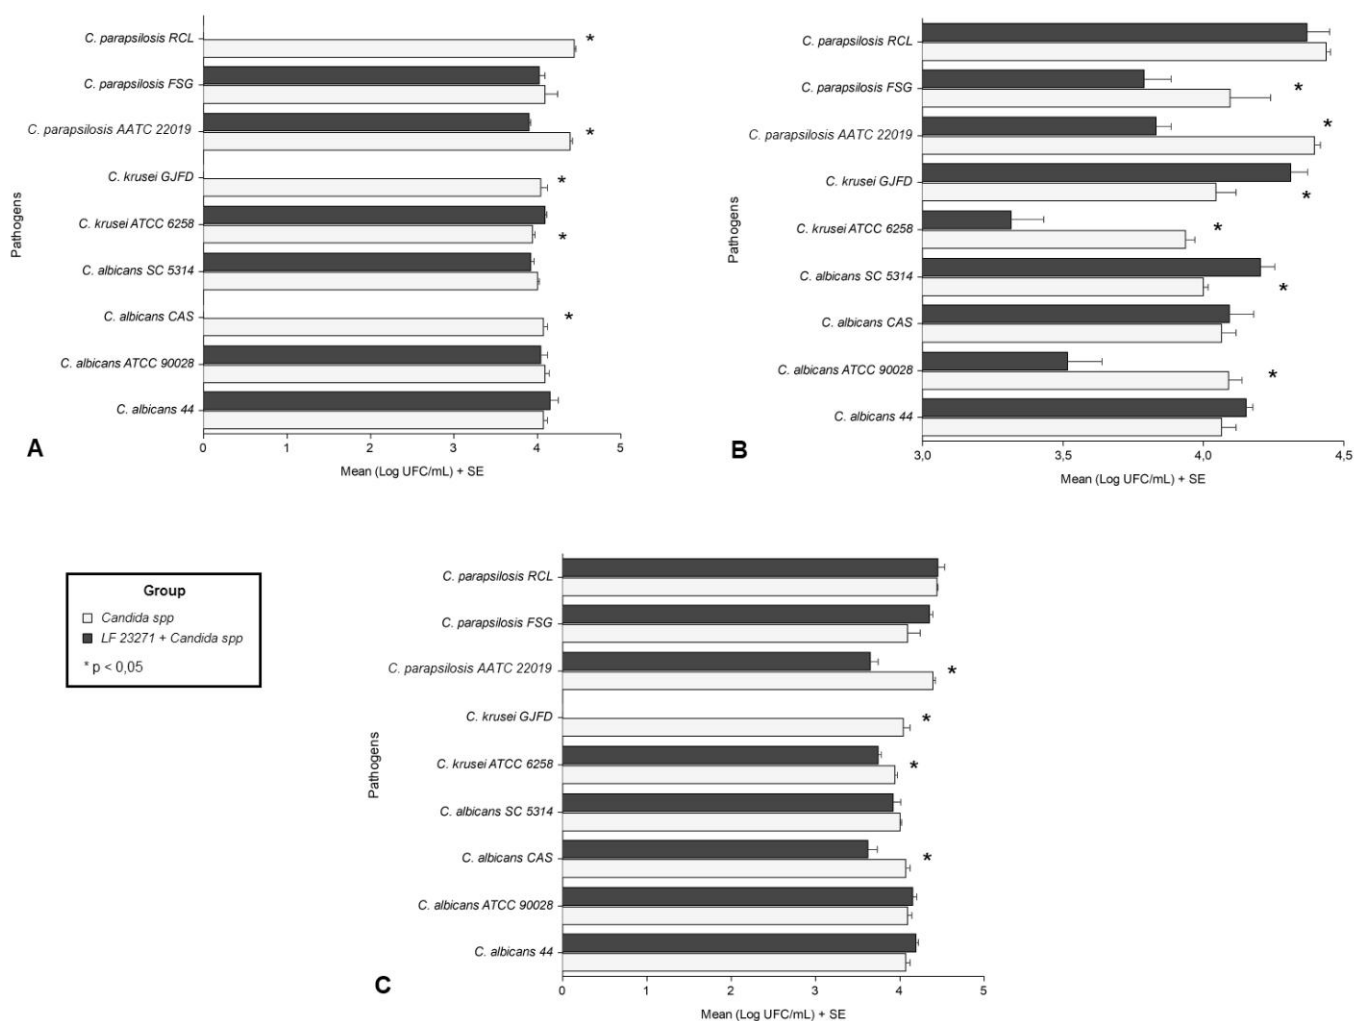 C. parapsilosis RCL
*
C. parapsilosis FSG
C. parapsilosis AATC 22019
*
C. krusei GJFD
*
C. krusei ATCC 6258
*
C. albicans SC 5314
C. albicans CAS
*
C. albicans ATCC 90028
C. albicans 44
Pathogens
0 1 2 3 4 5
Mean (Log UFC/mL) + SE
A
C. parapsilosis RCL
C. parapsilosis FSG
*
C. parapsilosis AATC 22019
*
C. krusei GJFD
*
C. krusei ATCC 6258
*
C. albicans SC 5314
*
C. albicans CAS
C. albicans ATCC 90028
*
C. albicans 44
Pathogens
3,0 3,5 4,0 4,5
Mean (Log UFC/mL) + SE
B
Group
Candida spp
LF 23271 + Candida spp
* p < 0,05
C. parapsilosis RCL
C. parapsilosis FSG
C. parapsilosis AATC 22019
*
C. krusei GJFD
*
C. krusei ATCC 6258
*
C. albicans SC 5314
C. albicans CAS
*
C. albicans ATCC 90028
C. albicans 44
Pathogens
0 1 2 3 4 5
Mean (Log UFC/mL) + SE
C